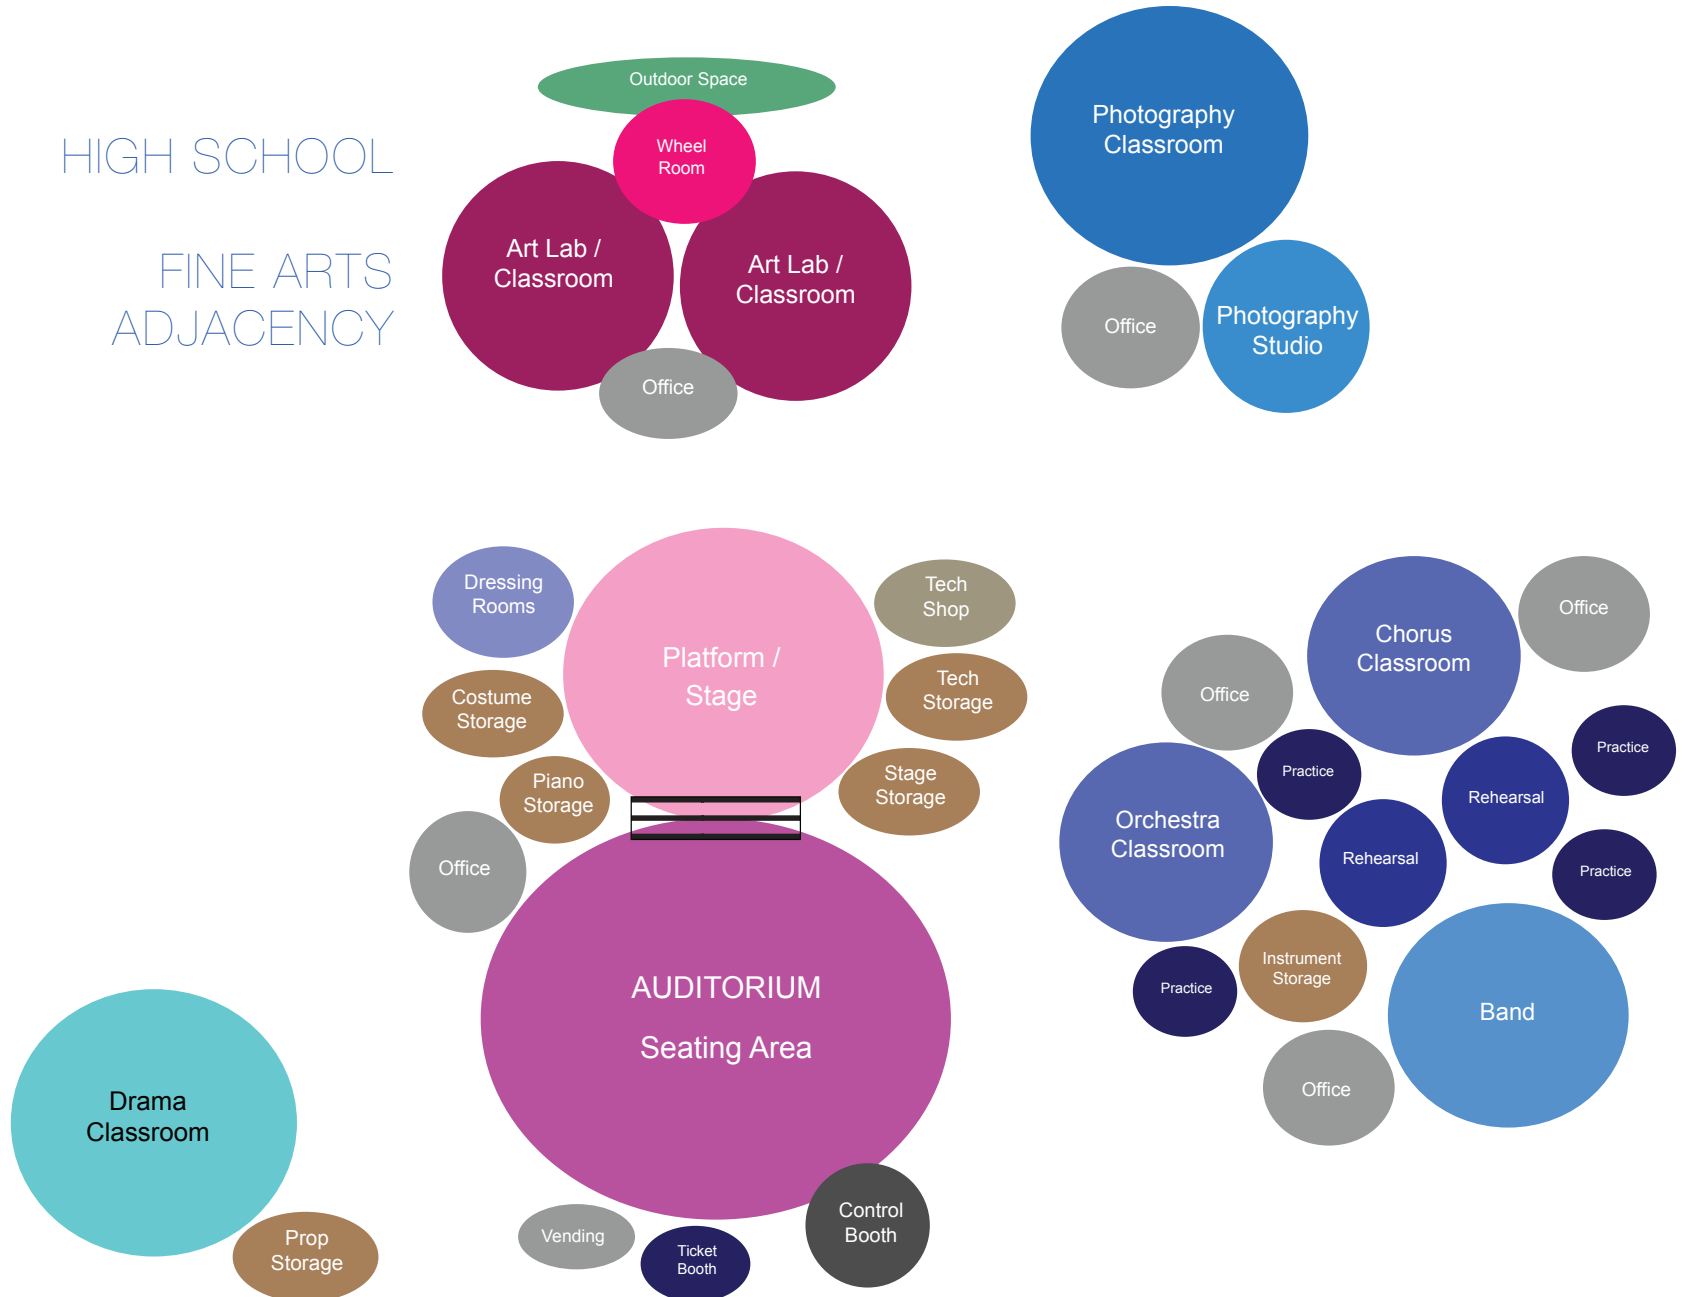 HIGH SCHOOL
FINE ARTS
ADJACENCY
Outdoor Space
Wheel
Room
Art Lab /
Classroom
Art Lab /
Classroom
Office
Photography
Classroom
Office
Photography
Studio
Dressing
Rooms
Costume
Storage
Piano
Storage
Office
Platform /
Stage
Tech
Shop
Tech
Storage
Stage
Storage
AUDITORIUM
Seating Area
Vending
Ticket
Booth
Control
Booth
Drama
Classroom
Prop
Storage
Chorus
Classroom
Office
Office
Practice
Practice
Rehearsal
Orchestra
Classroom
Rehearsal
Practice
Instrument
Storage
Practice
Band
Office